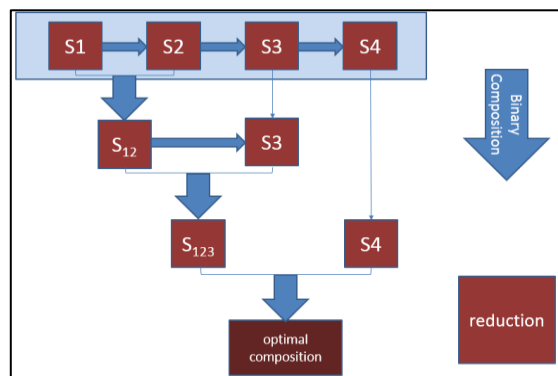 S1 S2 S3 S4
S12 S3
S123 S4
optimal
composition
Binary
Composition
reduction